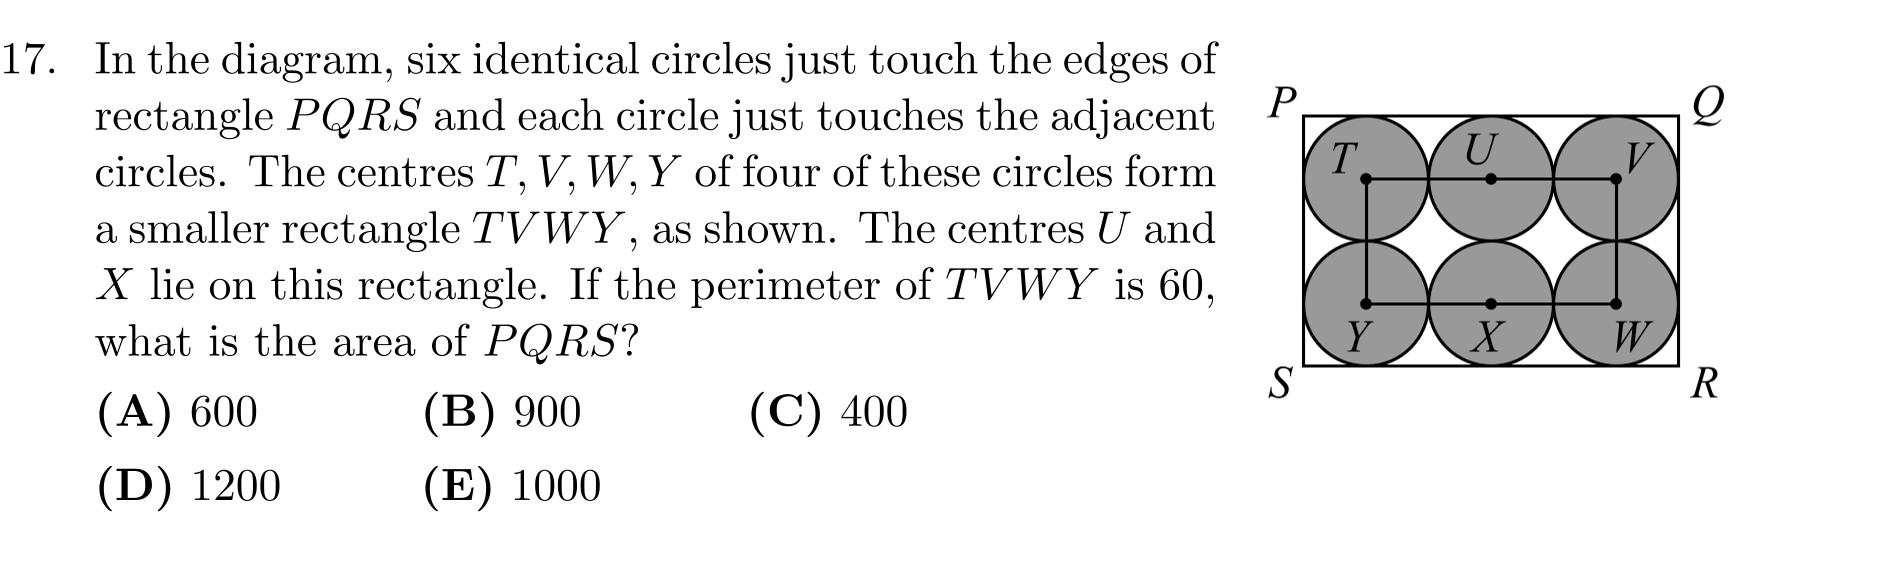 17. In the diagram, six identical circles just touch the edges of
rectangle PQRS and each circle just touches the adjacent
circles. The centres T, V, W, Y of four of these circles form
a smaller rectangle TVWY, as shown. The centres U and
X lie on this rectangle. If the perimeter of TVWY is 60,
what is the area of PQRS?
(A) 600 (B) 900 (C) 400
(D) 1200 (E) 1000
P Q
T U V
Y X W
S R